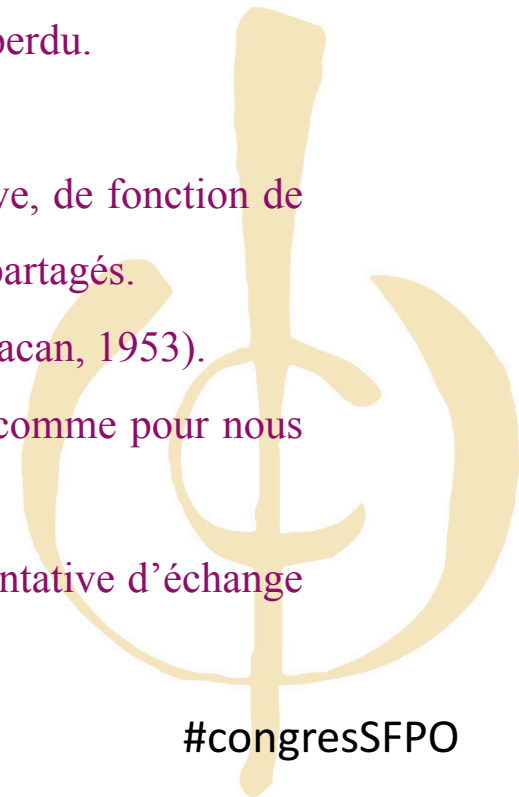 perdu.
ve, de fonction de
partagés.
acan, 1953).
comme pour nous
ntative d’échange
#congresSFPO